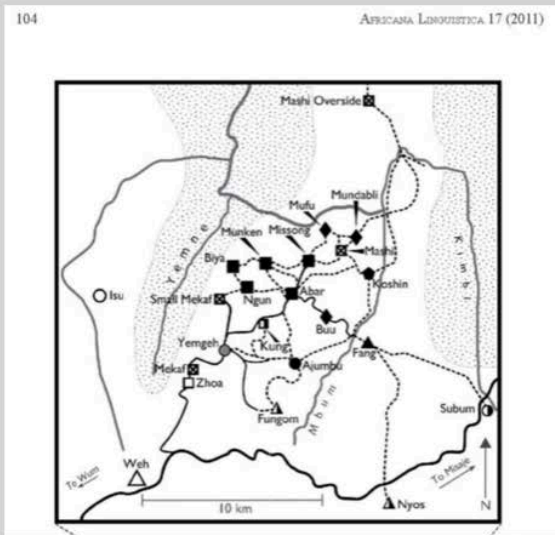 104 AFRICANA LINGUISTICA 17 (2011)
Mashi Overside
Mundabli
Mufu
Munken Missong
Mashi
Biya
Yemne
Kimbi
Koshin
Isu
Small Mekaf Ngun Abar
Buu
Kung
Yemgeh
Fang
Mekaf
Ajumbu
Zhoa
Mbum
Fungom
Subum
Weh
To Wum
To Misaje
10 km
Nyos
N